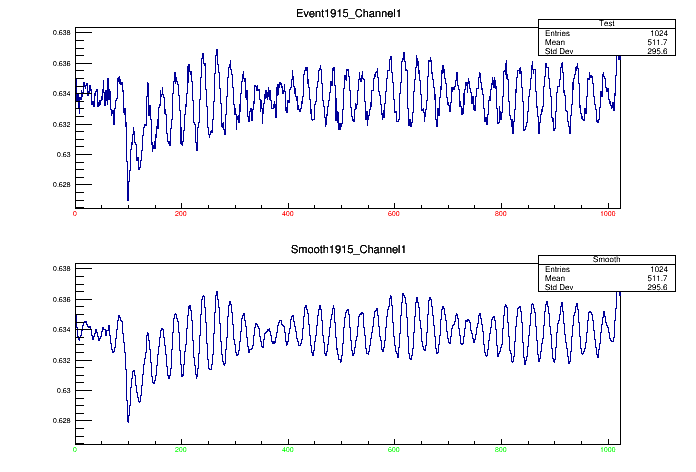 Event1915_Channel1
Test
Entries 1024
Mean 511.7
Std Dev 295.6
0.638
0.636
0.634
0.632
0.63
0.628
0 200 400 600 800 1000
Smooth1915_Channel1
Smooth
Entries 1024
Mean 511.7
Std Dev 295.6
0.638
0.636
0.634
0.632
0.63
0.628
0 200 400 600 800 1000